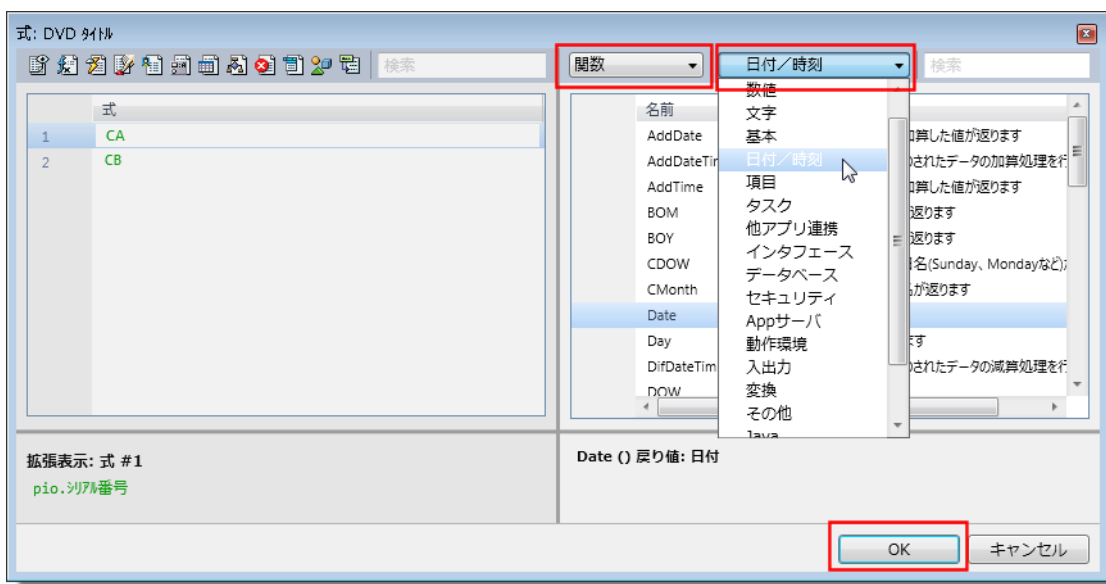 式: DVD ﾀｲﾄﾙ
検索
関数
日付／時刻
検索
式
1 CA
2 CB
名前
AddDate
AddDateTim
AddTime
BOM
BOY
CDOW
CMonth
Date
Day
DifDateTim
DOW
数値
文字
基本
日付／時刻
項目
タスク
他アプリ連携
インタフェース
データベース
セキュリティ
Appサーバ
動作環境
入出力
変換
その他
Java
算した値が返ります
されたデータの加算処理を行
算した値が返ります
返ります
返ります
名(Sunday、Mondayなど)が
が返ります
す
されたデータの減算処理を行
拡張表示: 式 #1
pio.ｼﾘｱﾙ番号
Date () 戻り値: 日付
OK
キャンセル